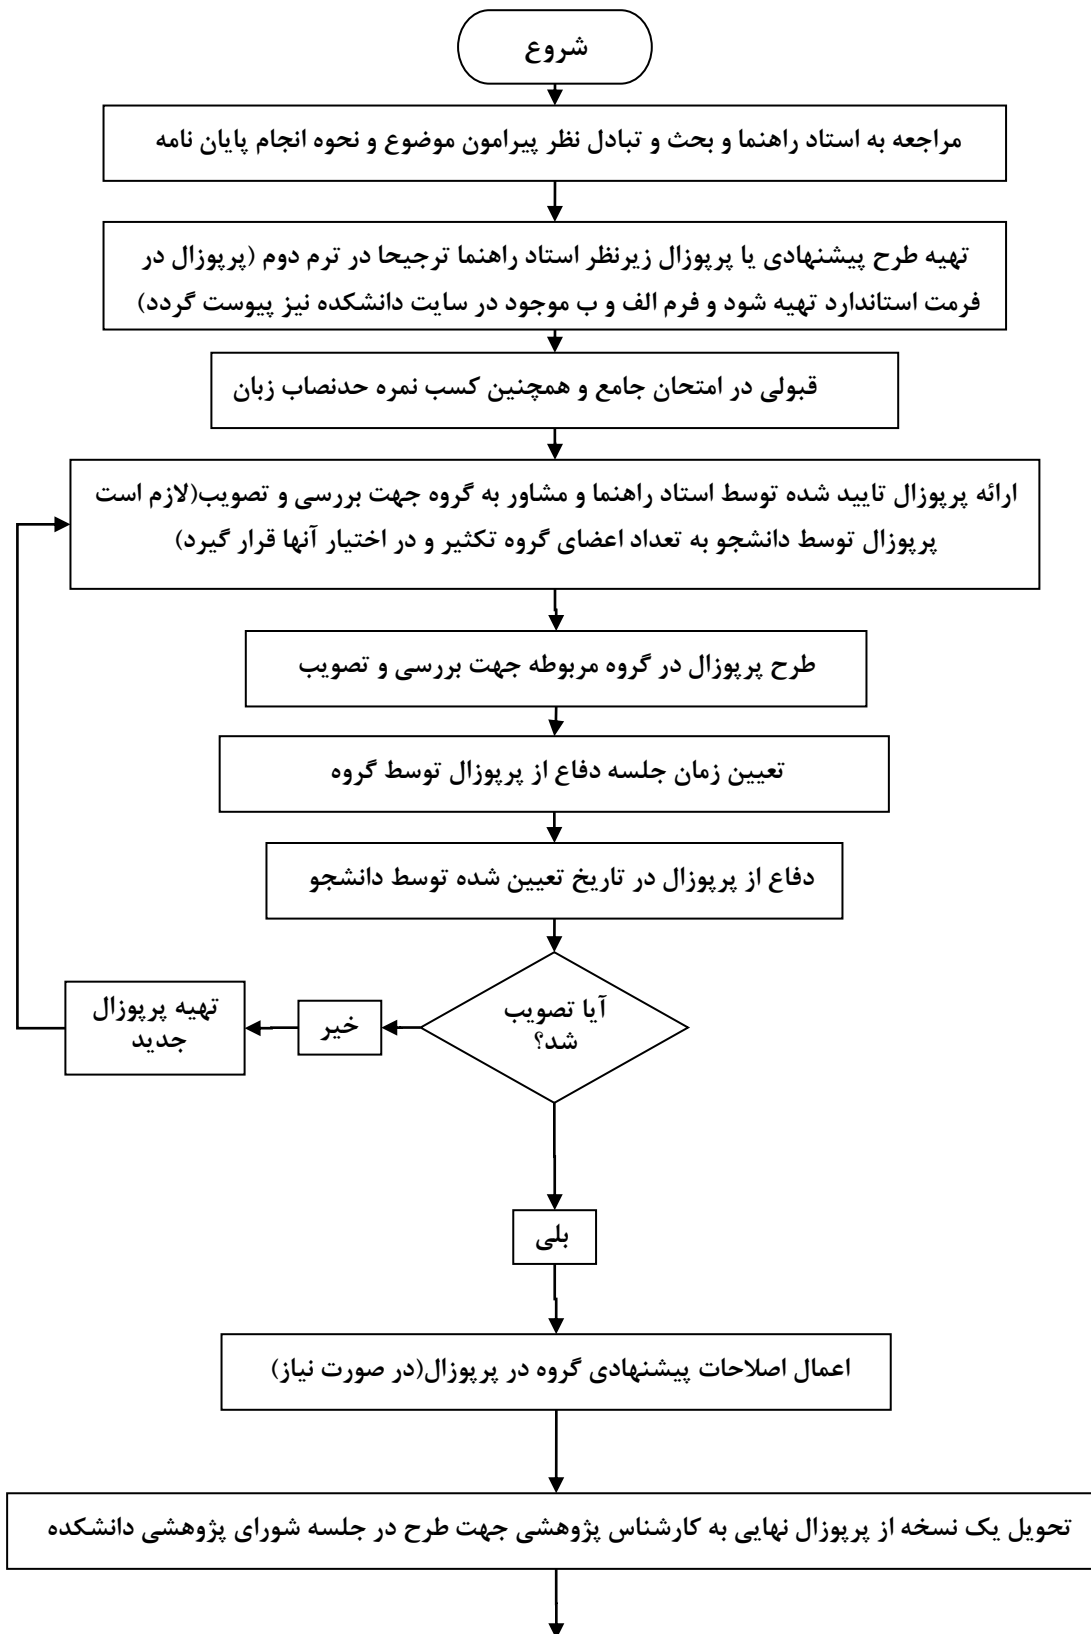 شروع
مراجعه به استاد راهنما و بحث و تبادل نظر پیرامون موضوع و نحوه انجام پایان نامه
تهیه طرح پیشنهادی یا پرپوزال زیرنظر استاد راهنما ترجیحا در ترم دوم (پرپوزال در
فرمت استاندارد تهیه شود و فرم الف و ب موجود در سایت دانشکده نیز پیوست گردد)
قبولی در امتحان جامع و همچنین کسب نمره حدنصاب زبان
ارائه پرپوزال تایید شده توسط استاد راهنما و مشاور به گروه جهت بررسی و تصویب(لازم است
پرپوزال توسط دانشجو به تعداد اعضای گروه تکثیر و در اختیار آنها قرار گیرد)
طرح پرپوزال در گروه مربوطه جهت بررسی و تصویب
تعیین زمان جلسه دفاع از پرپوزال توسط گروه
دفاع از پرپوزال در تاریخ تعیین شده توسط دانشجو
آیا تصویب
شد؟
خیر
تهیه پرپوزال
جدید
بلی
اعمال اصلاحات پیشنهادی گروه در پرپوزال(در صورت نیاز)
تحویل یک نسخه از پرپوزال نهایی به کارشناس پژوهشی جهت طرح در جلسه شورای پژوهشی دانشکده